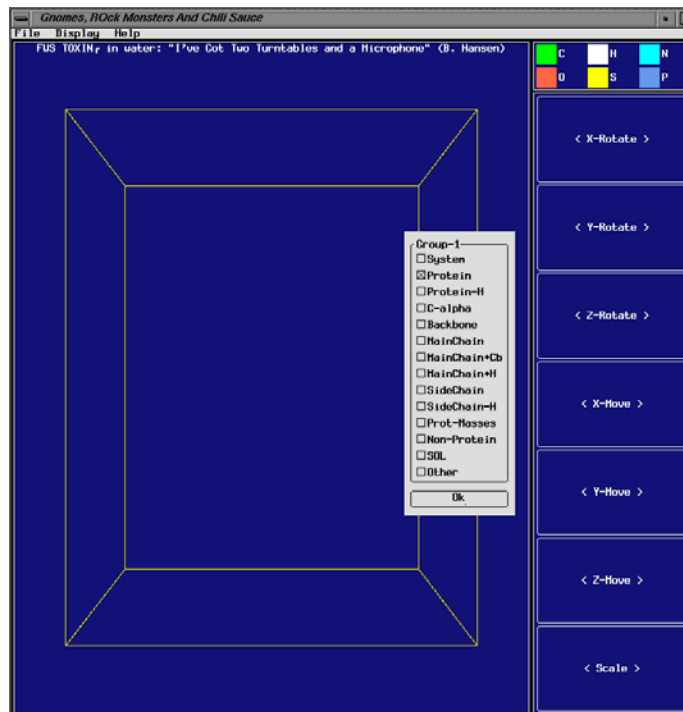 Gnomes, ROck Monsters And Chili Sauce
File Display Help
FUS TOXINr in water: "I've Got Two Turntables and a Microphone" (B. Hansen)
C H N
O S P
< X-Rotate >
< Y-Rotate >
< Z-Rotate >
< X-Move >
< Y-Move >
< Z-Move >
< Scale >
Group-1
System
Protein
Protein-H
C-alpha
Backbone
MainChain
MainChain+Cb
MainChain+H
SideChain
SideChain-H
Prot-Masses
Non-Protein
SOL
Other
Ok